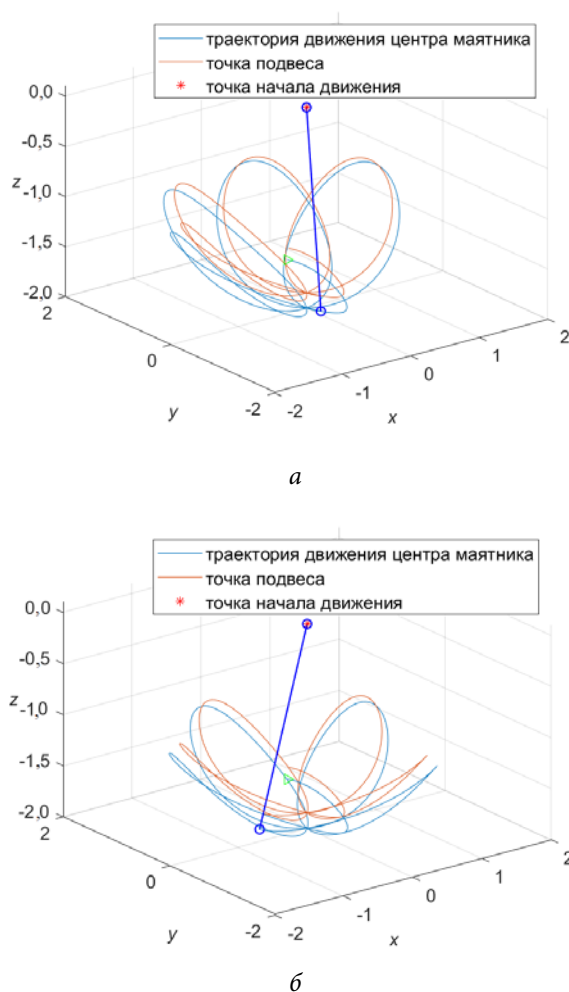 траектория движения центра маятника
точка подвеса
точка начала движения
0,0
-0,5
-1,0
-1,5
-2,0
z
2
0
-2
y
-2
-1
0
1
2
x
а
траектория движения центра маятника
точка подвеса
точка начала движения
0,0
-0,5
-1,0
-1,5
-2,0
z
2
0
-2
y
-2
-1
0
1
2
x
б